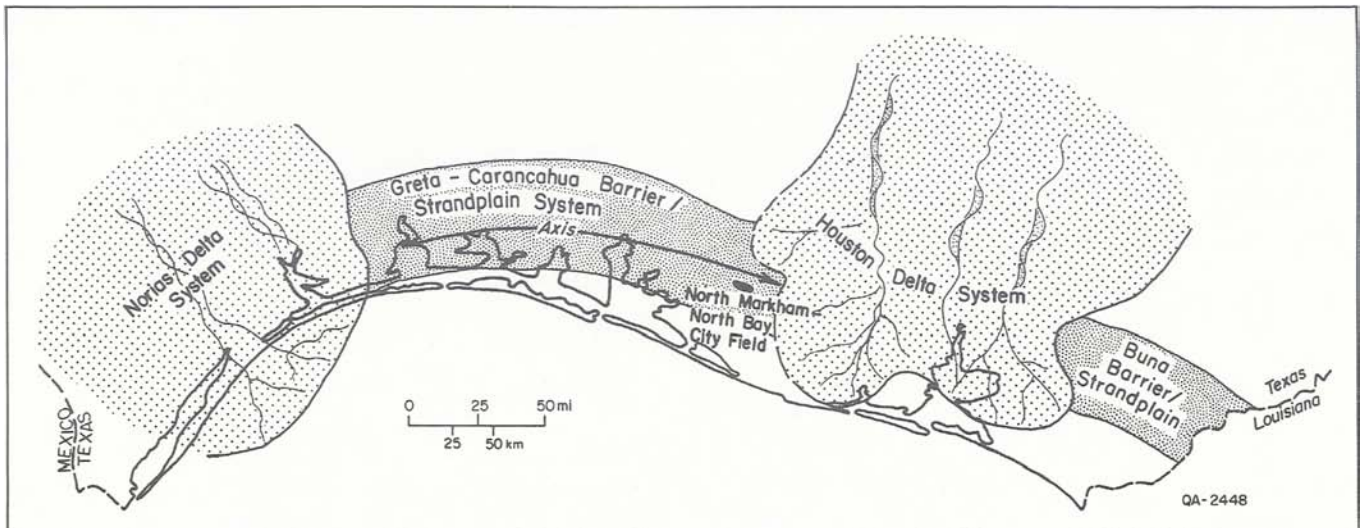 Greta - Carancahua Barrier /
Strandplain System
Axis
Norias Delta
System
Houston
Delta System
North Markham
North Bay
City Field
Buna
Barrier/
Strandplain
Texas
Louisiana
MEXICO
TEXAS
0 25 50 mi
25 50 km
QA-2448